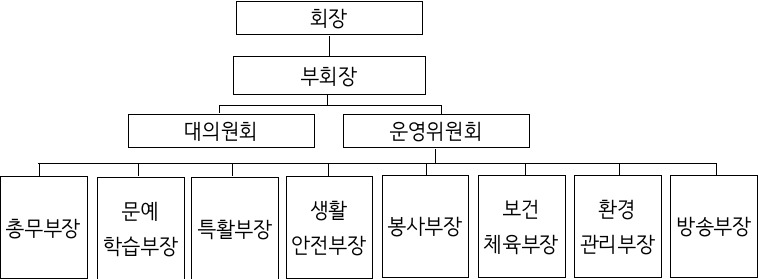 회장
부회장
대의원회
운영위원회
총무부장
문예
학습부장
특활부장
생활
안전부장
봉사부장
보건
체육부장
환경
관리부장
방송부장